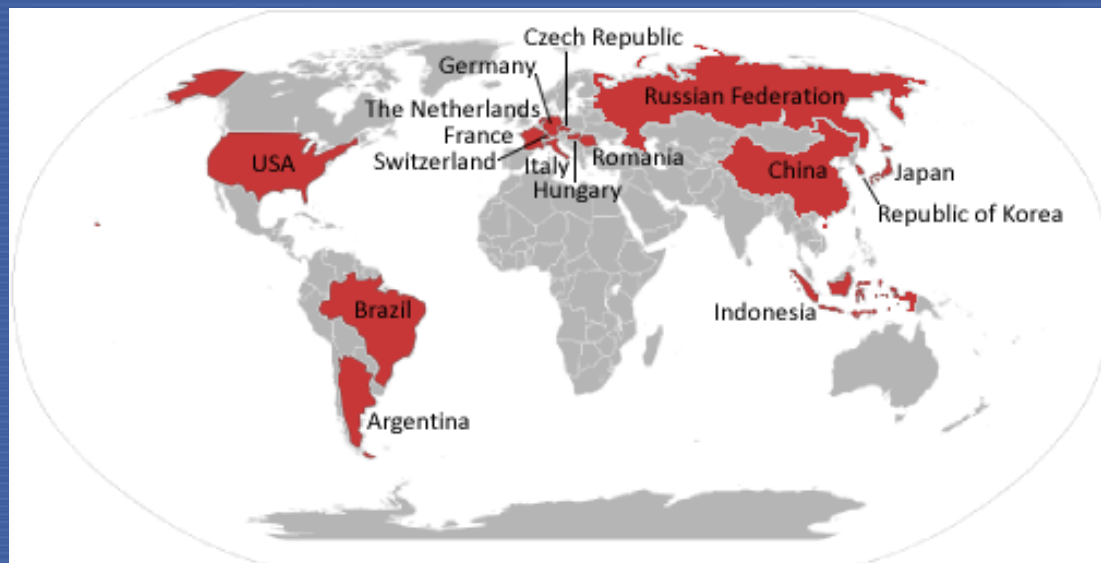 Czech Republic
Germany
The Netherlands
France
Switzerland
Italy
Hungary
Romania
Russian Federation
USA
China
Japan
Republic of Korea
Indonesia
Brazil
Argentina